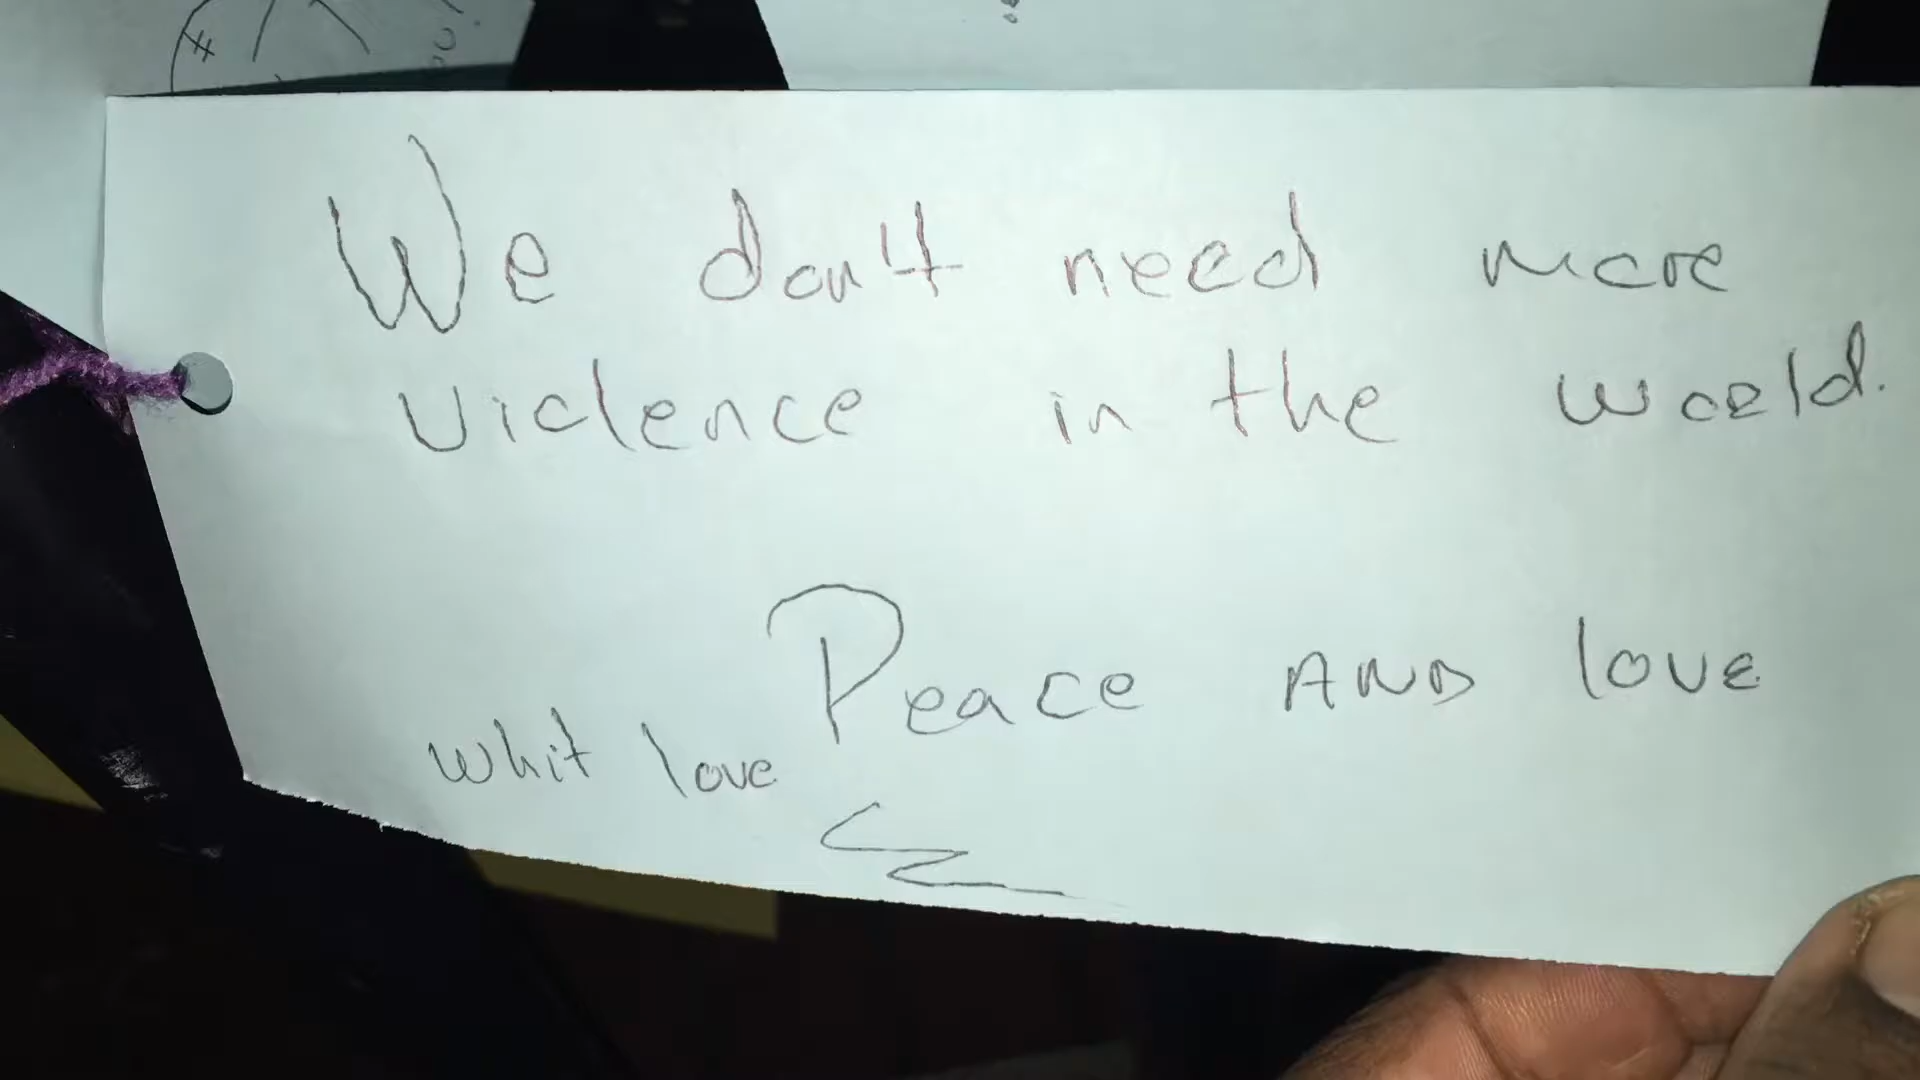 We don't need more
violence in the world.
Peace AND love
whit love